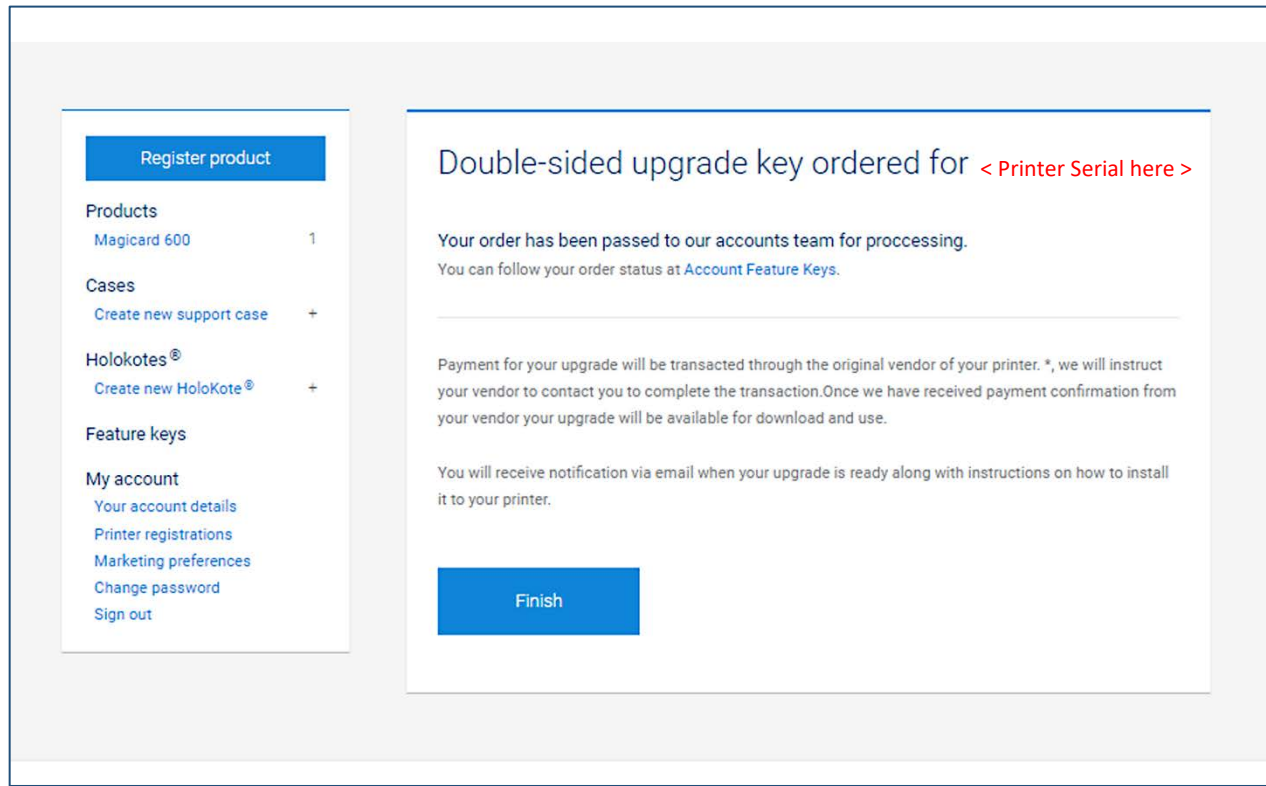 Register product
Products
Magicard 600 1
Cases
Create new support case +
Holokotes ®
Create new HoloKote ® +
Feature keys
My account
Your account details
Printer registrations
Marketing preferences
Change password
Sign out
Double-sided upgrade key ordered for < Printer Serial here >
Your order has been passed to our accounts team for proccessing.
You can follow your order status at Account Feature Keys.
Payment for your upgrade will be transacted through the original vendor of your printer. *, we will instruct
your vendor to contact you to complete the transaction.Once we have received payment confirmation from
your vendor your upgrade will be available for download and use.
You will receive notification via email when your upgrade is ready along with instructions on how to install
it to your printer.
Finish